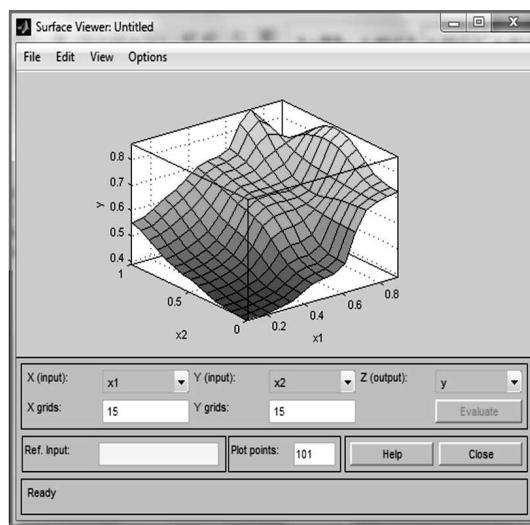 Surface Viewer: Untitled
File Edit View Options
0.8
0.7
0.6
0.5
0.4
y
1
0.5
0
x2
0.2
0.4
0.6
0.8
x1
X (input): x1 Y (input): x2 Z (output): y
X grids: 15 Y grids: 15 Evaluate
Ref. Input: Plot points: 101 Help Close
Ready